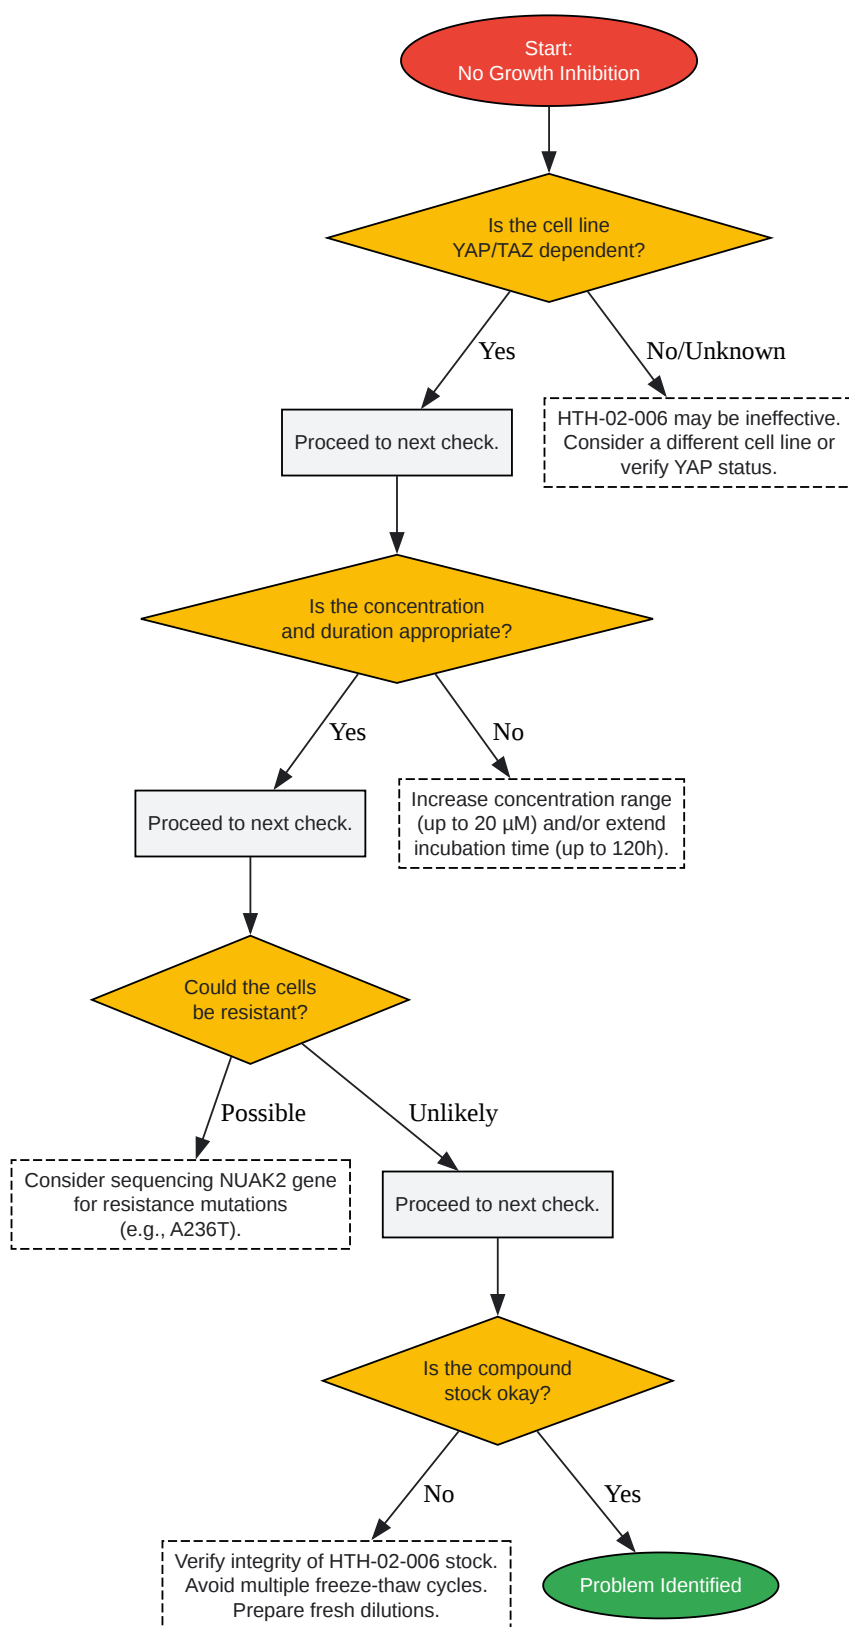 Start:
No Growth Inhibition
Is the cell line
YAP/TAZ dependent?
Yes
No/Unknown
Proceed to next check.
HTH-02-006 may be ineffective.
Consider a different cell line or
verify YAP status.
Is the concentration
and duration appropriate?
Yes
No
Proceed to next check.
Increase concentration range
(up to 20 µM) and/or extend
incubation time (up to 120h).
Could the cells
be resistant?
Possible
Unlikely
Consider sequencing NUAK2 gene
for resistance mutations
(e.g., A236T).
Proceed to next check.
Is the compound
stock okay?
No
Yes
Verify integrity of HTH-02-006 stock.
Avoid multiple freeze-thaw cycles.
Prepare fresh dilutions.
Problem Identified